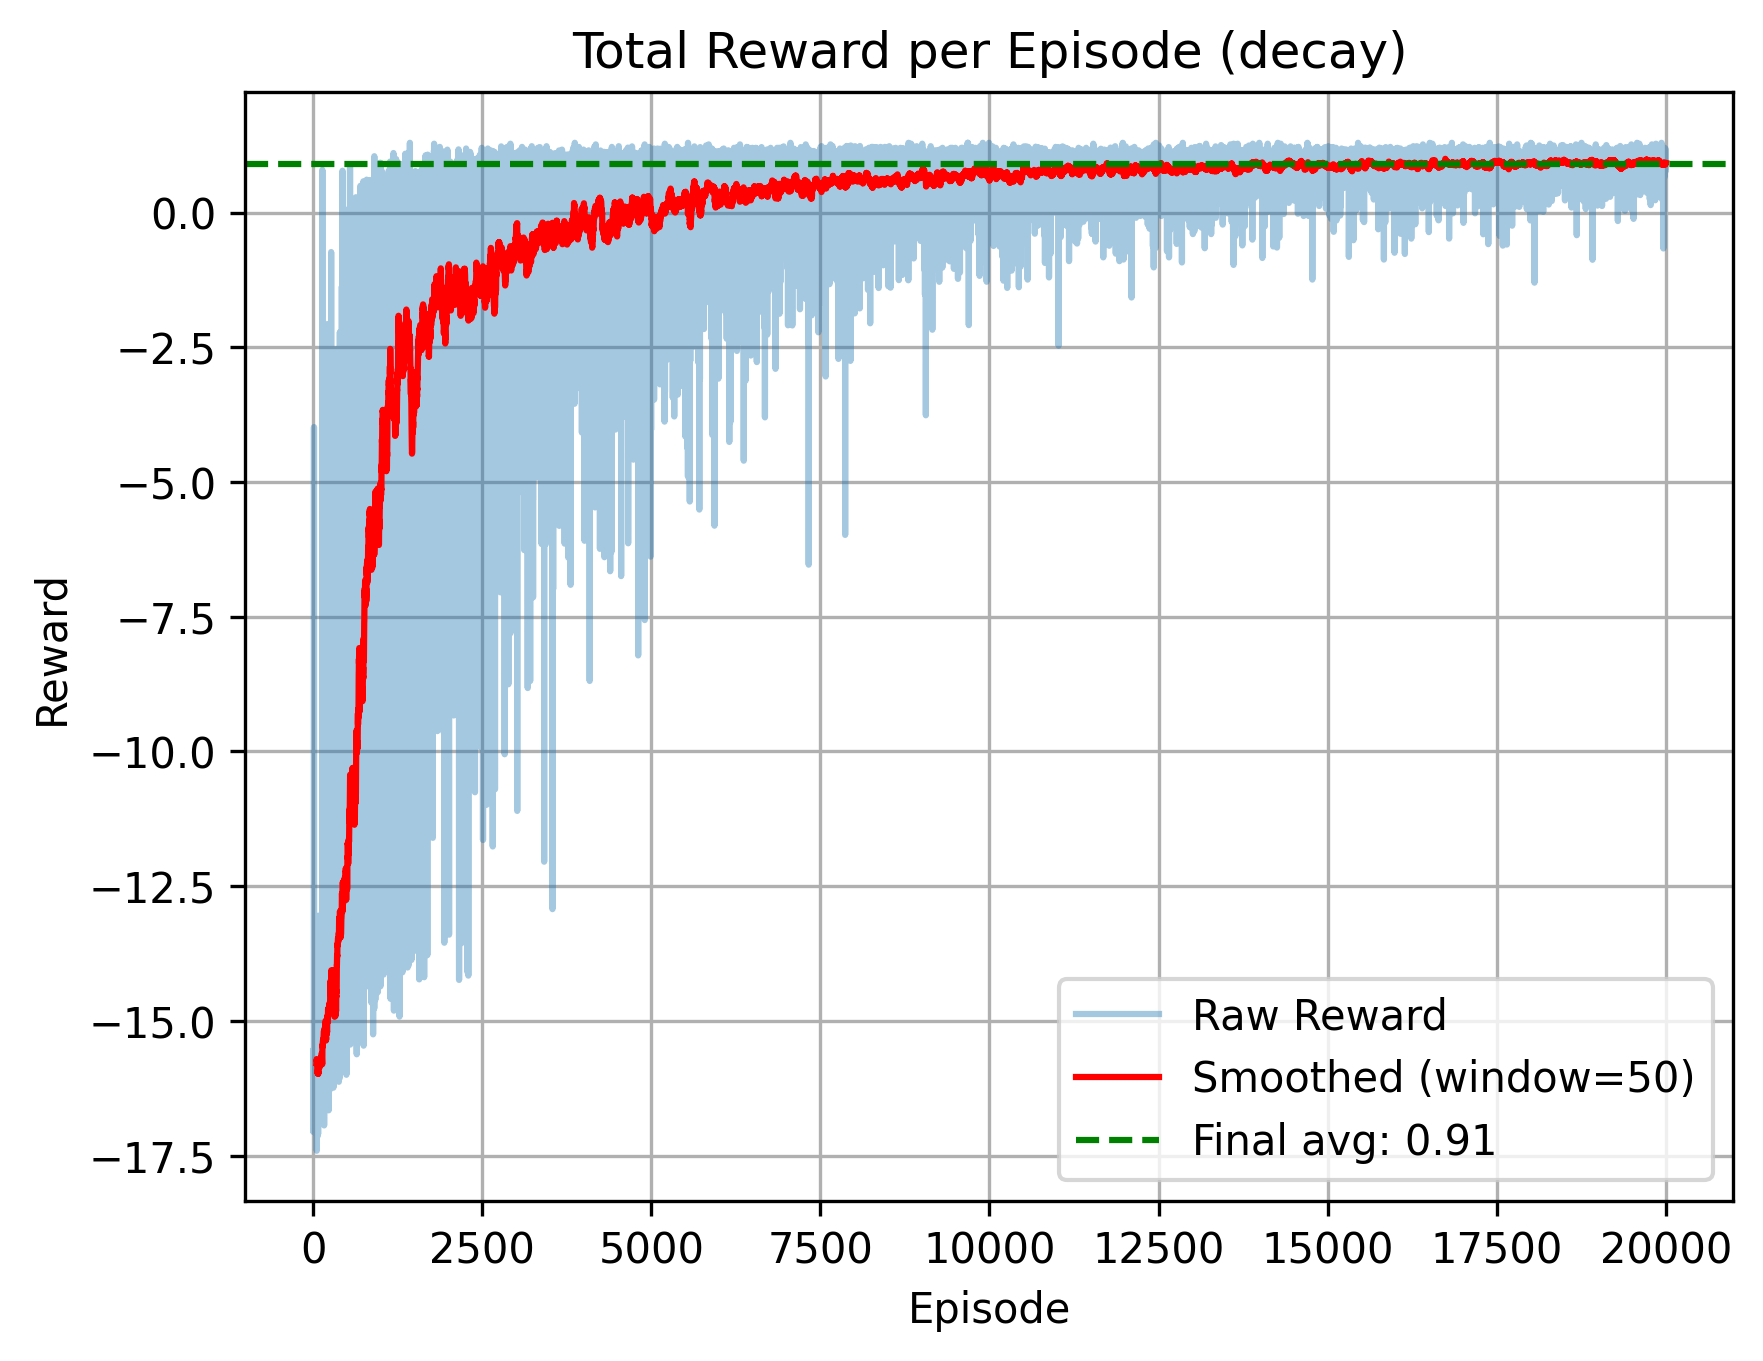 Total Reward per Episode (decay)
0.0
−2.5
−5.0
−7.5
−10.0
−12.5
−15.0
−17.5
Reward
Raw Reward
Smoothed (window=50)
Final avg: 0.91
0 2500 5000 7500 10000 12500 15000 17500 20000
Episode